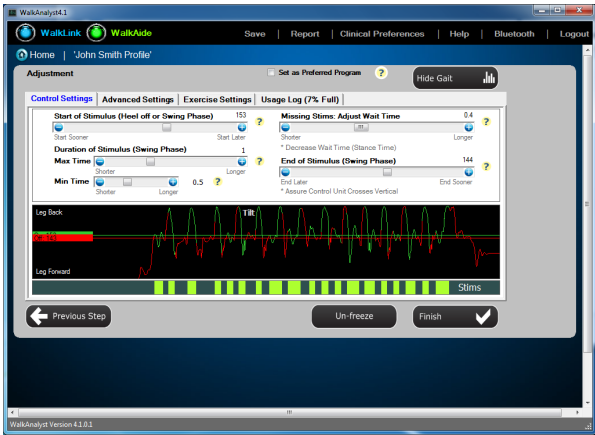 WalkAnalyst4.1
WalkLink WalkAide Save | Report | Clinical Preferences | Help | Bluetooth | Logout
Home | 'John Smith Profile'
Adjustment
Set as Preferred Program ?
Hide Gait
Control Settings Advanced Settings Exercise Settings Usage Log (7% Full)
Start of Stimulus (Heel off or Swing Phase) 153 ?
Start Sooner Start Later
Duration of Stimulus (Swing Phase) 1
Max Time ?
Shorter Longer
Min Time 0.5 ?
Shorter Longer
Missing Stims: Adjust Wait Time 0.4 ?
Shorter Longer
* Decrease Wait Time (Stance Time)
End of Stimulus (Swing Phase) 144 ?
End Later End Sooner
* Assure Control Unit Crosses Vertical
Leg Back Tilt
Leg Forward
Stims
Previous Step Un-freeze Finish
WalkAnalyst Version 4.1.0.1